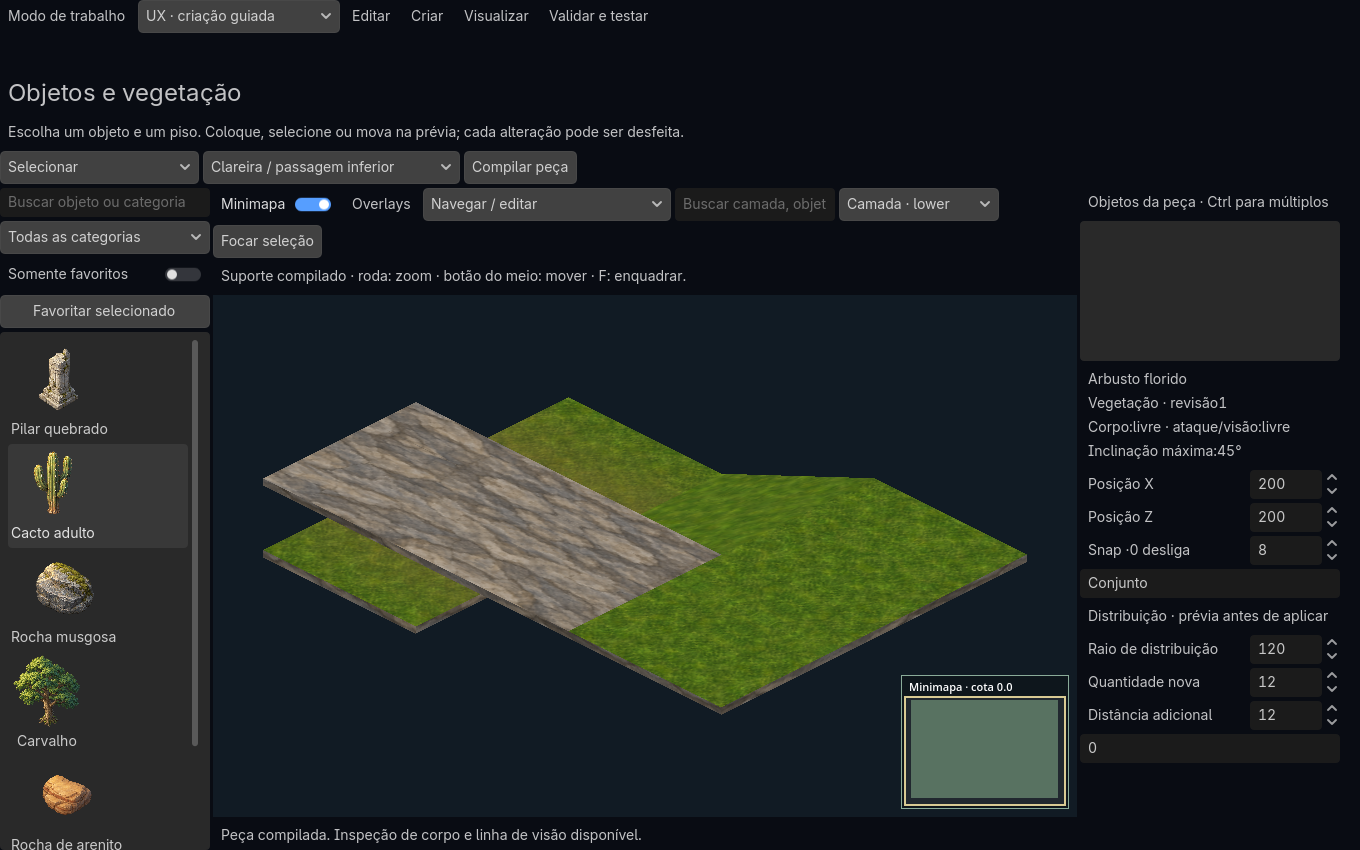 Modo de trabalho UX · criação guiada Editar Criar Visualizar Validar e testar
Objetos e vegetação
Escolha um objeto e um piso. Coloque, selecione ou mova na prévia; cada alteração pode ser desfeita.
Selecionar Clareira / passagem inferior Compilar peça
Buscar objeto ou categoria Minimapa Overlays Navegar / editar Buscar camada, objet Camada · lower
Todas as categorias Focar seleção
Somente favoritos Suporte compilado · roda: zoom · botão do meio: mover · F: enquadrar.
Favoritar selecionado
Pilar quebrado
Cacto adulto
Rocha musgosa
Carvalho
Rocha de arenito
Minimapa · cota 0.0
Peça compilada. Inspeção de corpo e linha de visão disponível.
Objetos da peça · Ctrl para múltiplos
Arbusto florido
Vegetação · revisão1
Corpo:livre · ataque/visão:livre
Inclinação máxima:45°
Posição X 200
Posição Z 200
Snap ·0 desliga 8
Conjunto
Distribuição · prévia antes de aplicar
Raio de distribuição 120
Quantidade nova 12
Distância adicional 12
0